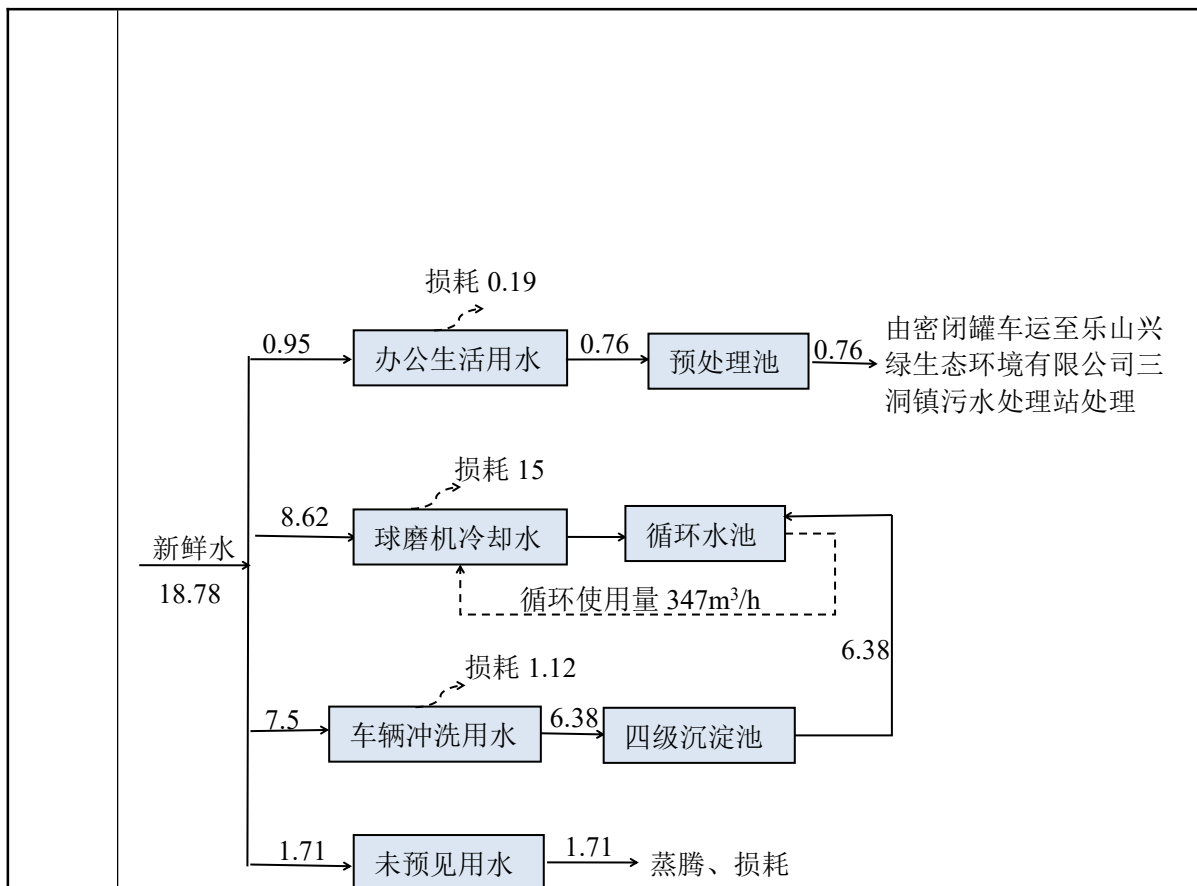 损耗 0.19
0.95
办公生活用水
0.76
预处理池
0.76
由密闭罐车运至乐山兴
绿生态环境有限公司三
洞镇污水处理站处理
损耗 15
8.62
球磨机冷却水
循环水池
新鲜水
18.78
循环使用量 347m³/h
6.38
损耗 1.12
7.5
车辆冲洗用水
6.38
四级沉淀池
1.71
未预见用水
1.71
蒸腾、损耗